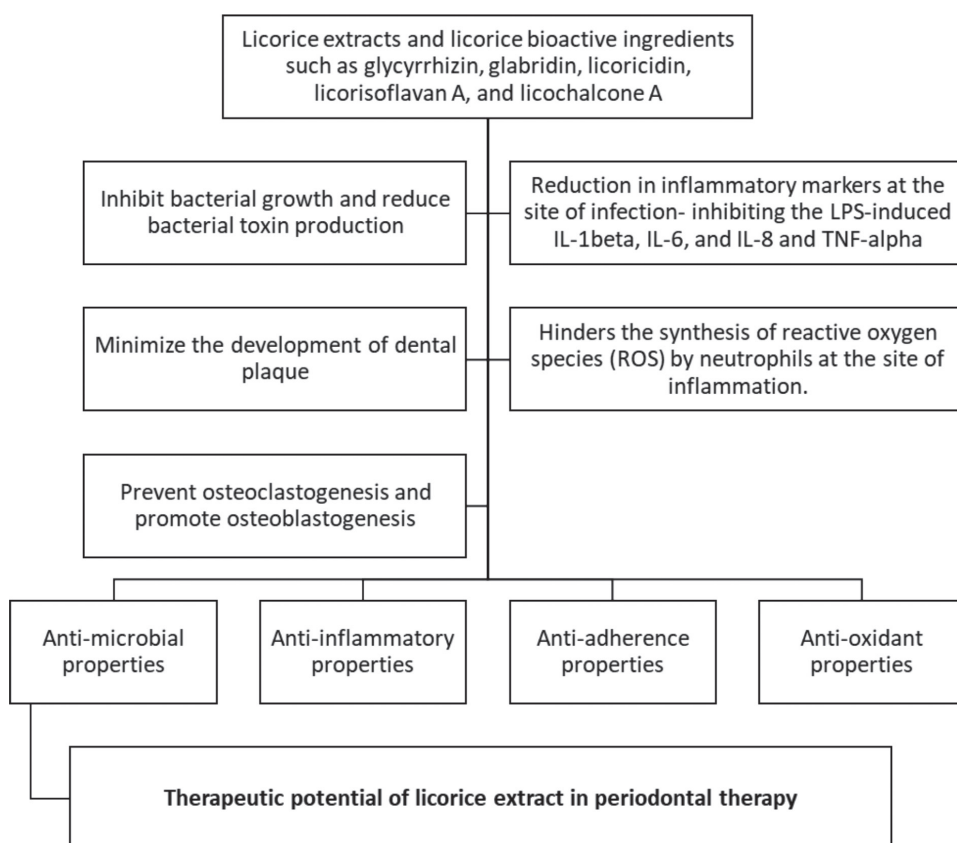 Licorice extracts and licorice bioactive ingredients
such as glycyrrhizin, glabridin, licoricidin,
licorisoflavan A, and licochalcone A
Inhibit bacterial growth and reduce
bacterial toxin production
Reduction in inflammatory markers at the
site of infection- inhibiting the LPS-induced
IL-1beta, IL-6, and IL-8 and TNF-alpha
Minimize the development of dental
plaque
Hinders the synthesis of reactive oxygen
species (ROS) by neutrophils at the site of
inflammation.
Prevent osteoclastogenesis and
promote osteoblastogenesis
Anti-microbial
properties
Anti-inflammatory
properties
Anti-adherence
properties
Anti-oxidant
properties
Therapeutic potential of licorice extract in periodontal therapy